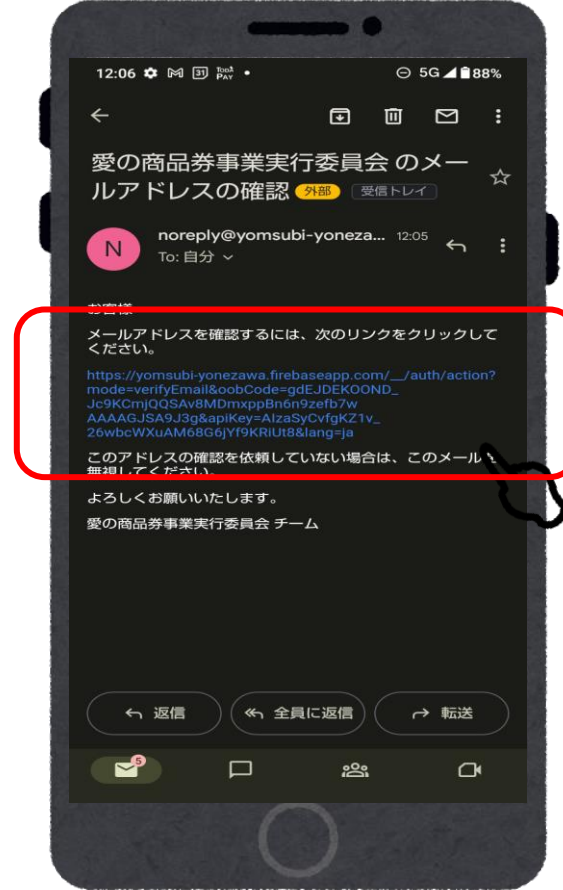 12:06 31 TooQ PAY • 5G 88%
愛の商品券事業実行委員会 のメー
ルアドレスの確認 外部 受信トレイ
N noreply@yomsubi-yoneza... 12:05
To: 自分
お客様
メールアドレスを確認するには、次のリンクをクリックして
ください。
https://yomsubi-yonezawa.firebaseapp.com/__/auth/action?
mode=verifyEmail&oobCode=gdEJDEKOOND_
Jc9KCmjQQSAv8MDmxppBn6n9zefb7w
AAAAGJSA9J3g&apiKey=AIzaSyCvfgKZ1v_
26wbcWXuAM68G6jYf9KRiUt8&lang=ja
このアドレスの確認を依頼していない場合は、このメールを
無視してください。
よろしくお願いいたします。
愛の商品券事業実行委員会 チーム
返信 全員に返信 転送
5